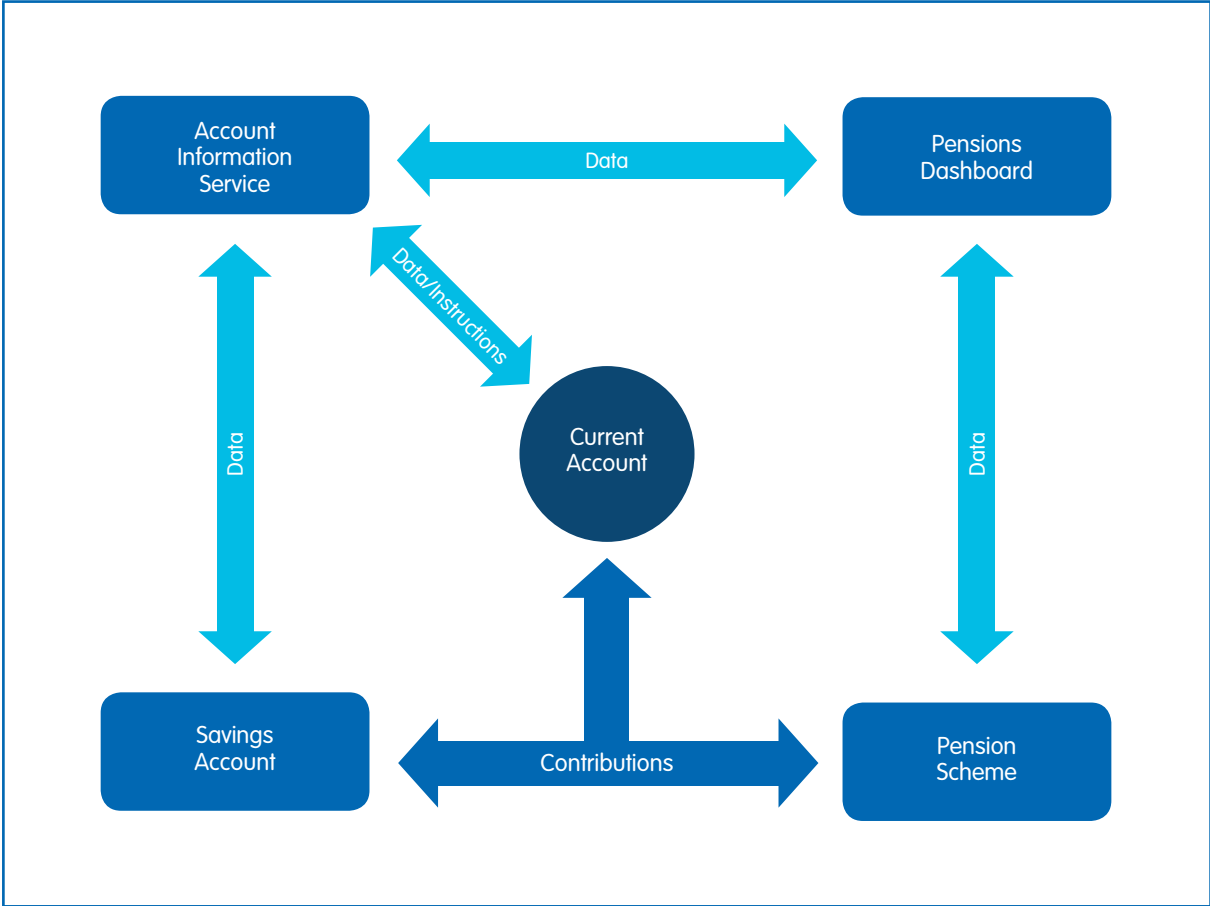 Account
Information
Service
Data
Pensions
Dashboard
Data/Instructions
Data
Current
Account
Data
Savings
Account
Contributions
Pension
Scheme